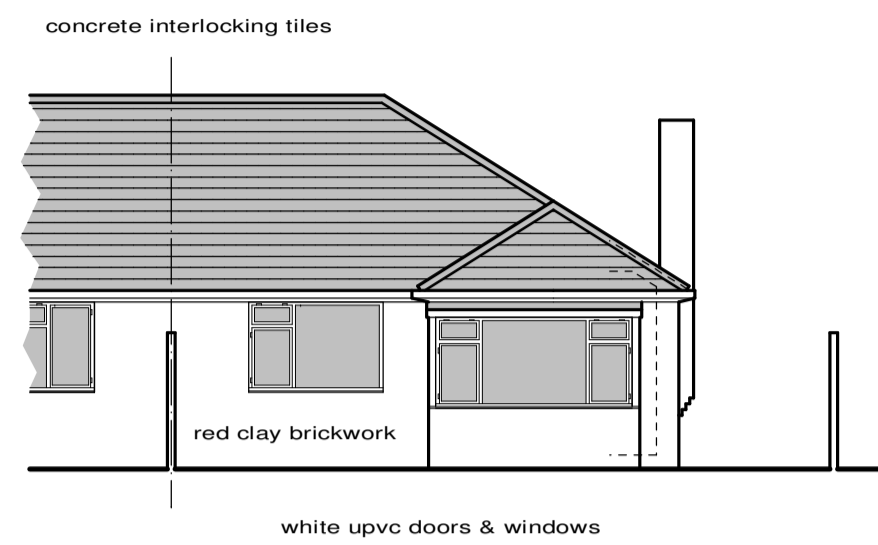 concrete interlocking tiles
red clay brickwork
white upvc doors & windows